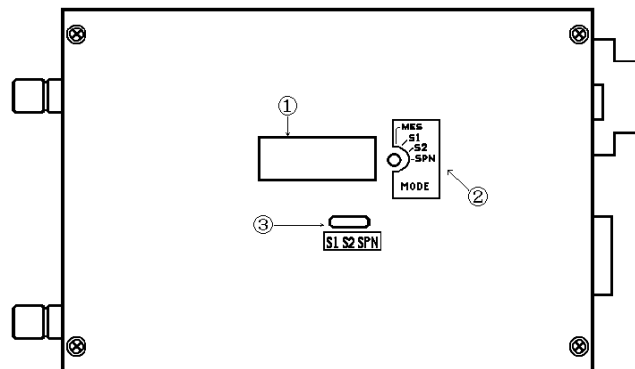 ①
MES
S1
S2
SPN
MODE
②
③
S1 S2 SPN